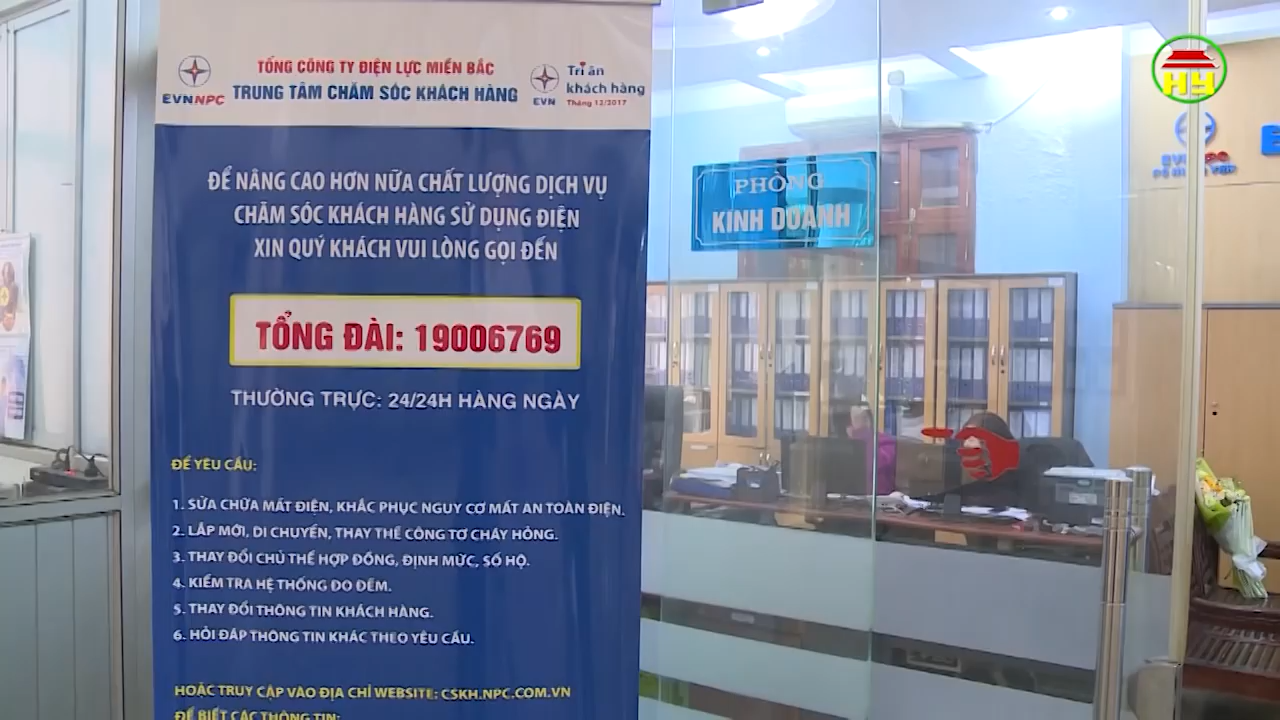 TỔNG CÔNG TY ĐIỆN LỰC MIỀN BẮC
TRUNG TÂM CHĂM SÓC KHÁCH HÀNG
EVNNPC
EVN
Tri ân
khách hàng
Tháng 12/2017
ĐỂ NÂNG CAO HƠN NỮA CHẤT LƯỢNG DỊCH VỤ
CHĂM SÓC KHÁCH HÀNG SỬ DỤNG ĐIỆN
XIN QUÝ KHÁCH VUI LÒNG GỌI ĐẾN
TỔNG ĐÀI: 19006769
THƯỜNG TRỰC: 24/24H HÀNG NGÀY
ĐỂ YÊU CẦU:
1. SỬA CHỮA MẤT ĐIỆN, KHẮC PHỤC NGUY CƠ MẤT AN TOÀN ĐIỆN.
2. LẮP MỚI, DI CHUYỂN, THAY THẾ CÔNG TƠ CHÁY HỎNG.
3. THAY ĐỔI CHỦ THỂ HỢP ĐỒNG, ĐỊNH MỨC, SỐ HỘ.
4. KIỂM TRA HỆ THỐNG ĐO ĐẾM.
5. THAY ĐỔI THÔNG TIN KHÁCH HÀNG.
6. HỎI ĐÁP THÔNG TIN KHÁC THEO YÊU CẦU.
HOẶC TRUY CẬP VÀO ĐỊA CHỈ WEBSITE: CSKH.NPC.COM.VN
ĐỂ BIẾT CÁC THÔNG TIN:
PHÒNG
KINH DOANH
HY
EVNNPC